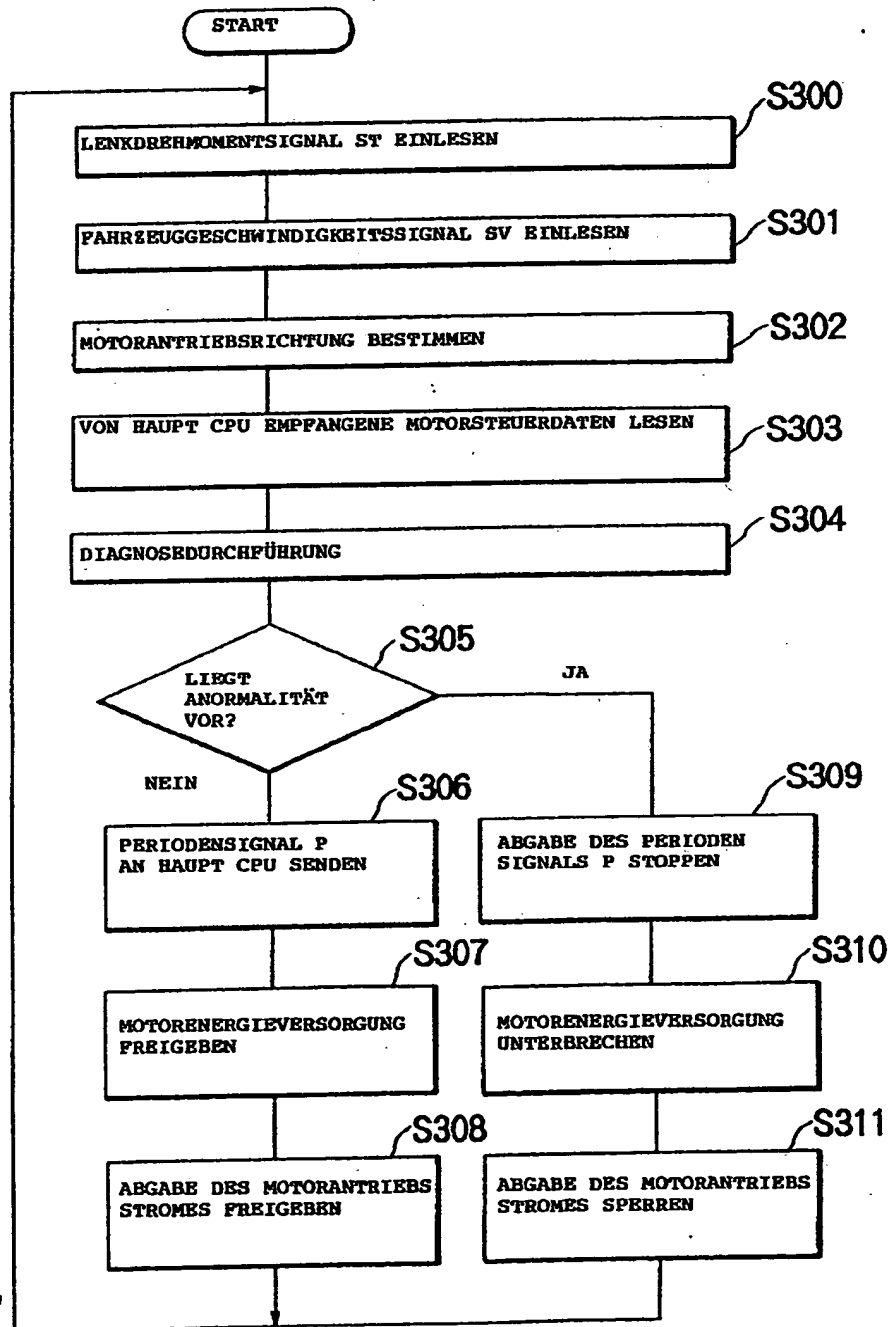 START
S300
LENKDREHMOMENTSIGNAL ST EINLESEN
S301
FAHRZEUGGESCHWINDIGKEITSSIGNAL SV EINLESEN
S302
MOTORANTRIEBSRICHTUNG BESTIMMEN
S303
VON HAUPT CPU EMPFANGENE MOTORSTEUERDATEN LESEN
S304
DIAGNOSEDURCHFÜHRUNG
S305
LIEGT
ANORMALITÄT
VOR?
JA
NEIN
S306
PERIODENSIGNAL P
AN HAUPT CPU SENDEN
S309
ABGABE DES PERIODEN
SIGNALS P STOPPEN
S307
MOTORENERGIEVERSORGUNG
FREIGEBEN
S310
MOTORENERGIEVERSORGUNG
UNTERBRECHEN
S308
ABGABE DES MOTORANTRIEBS
STROMES FREIGEBEN
S311
ABGABE DES MOTORANTRIEBS
STROMES SPERREN